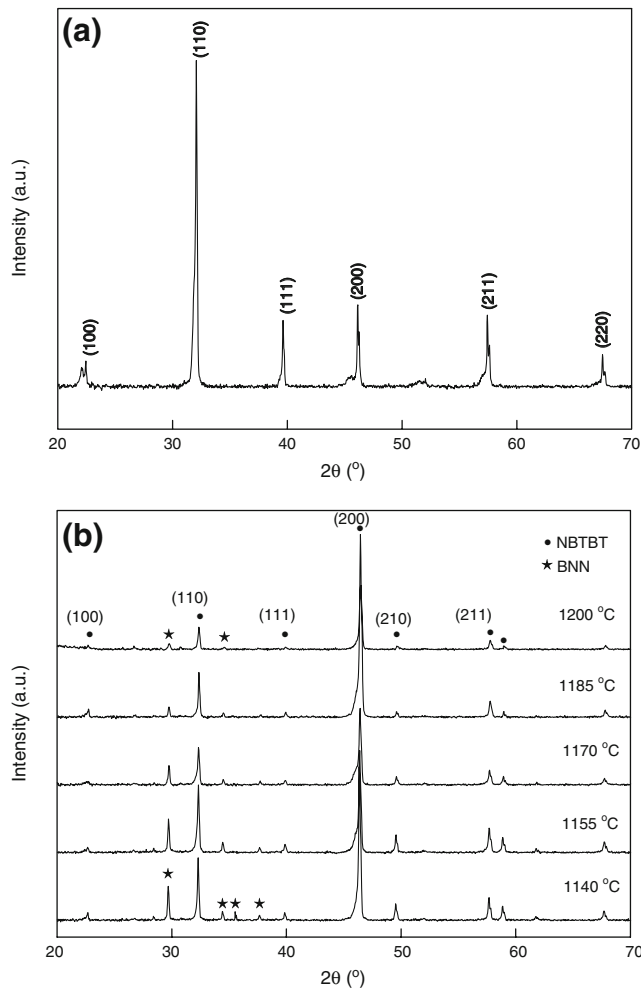 (a)
(110)
(100)
(111)
(200)
(211)
(220)
Intensity (a.u.)
20 30 40 50 60 70
2θ (°)
(b)
(200)
• NBTBT
★ BNN
(100)
(110)
(111)
(210)
(211)
1200 °C
1185 °C
1170 °C
1155 °C
1140 °C
Intensity (a.u.)
20 30 40 50 60 70
2θ (°)